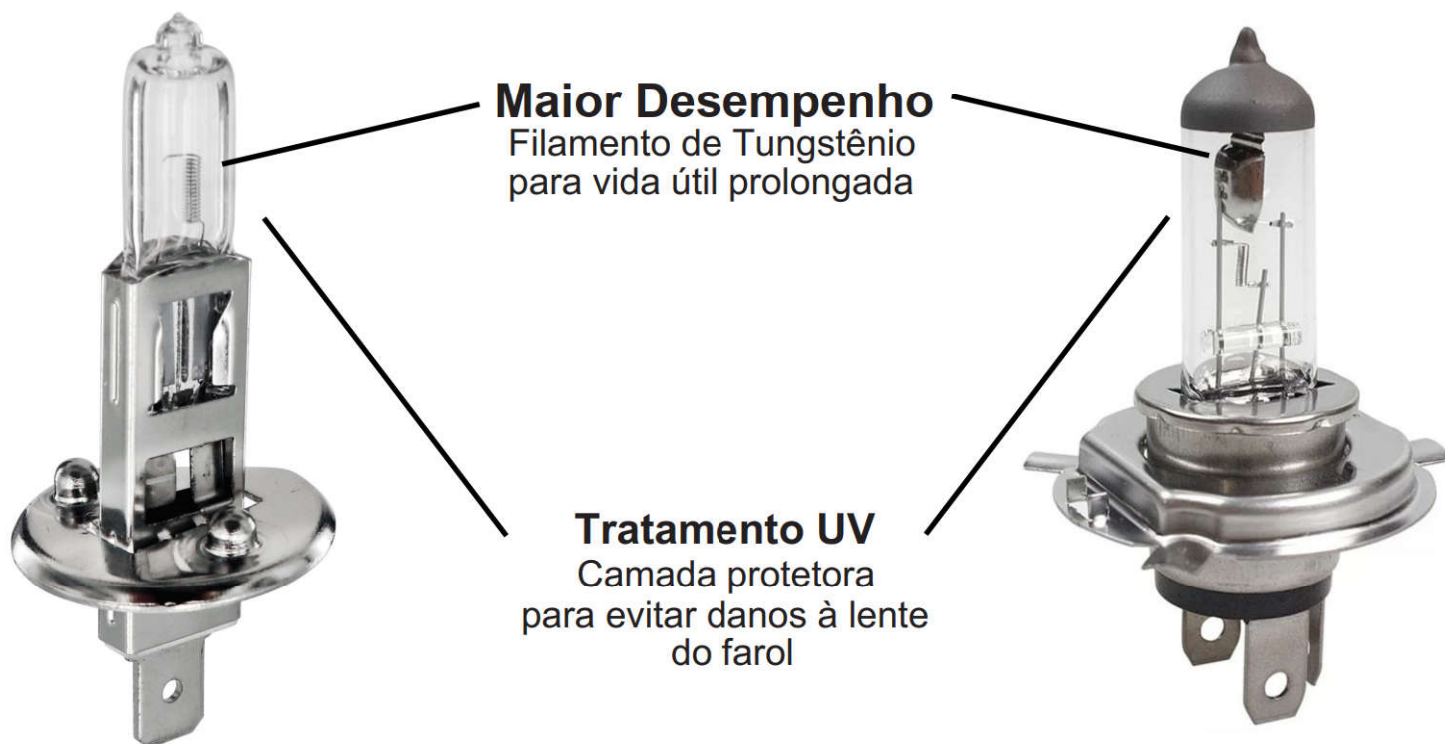 Maior Desempenho
Filamento de Tungstênio
para vida útil prolongada
Tratamento UV
Camada protetora
para evitar danos à lente
do farol